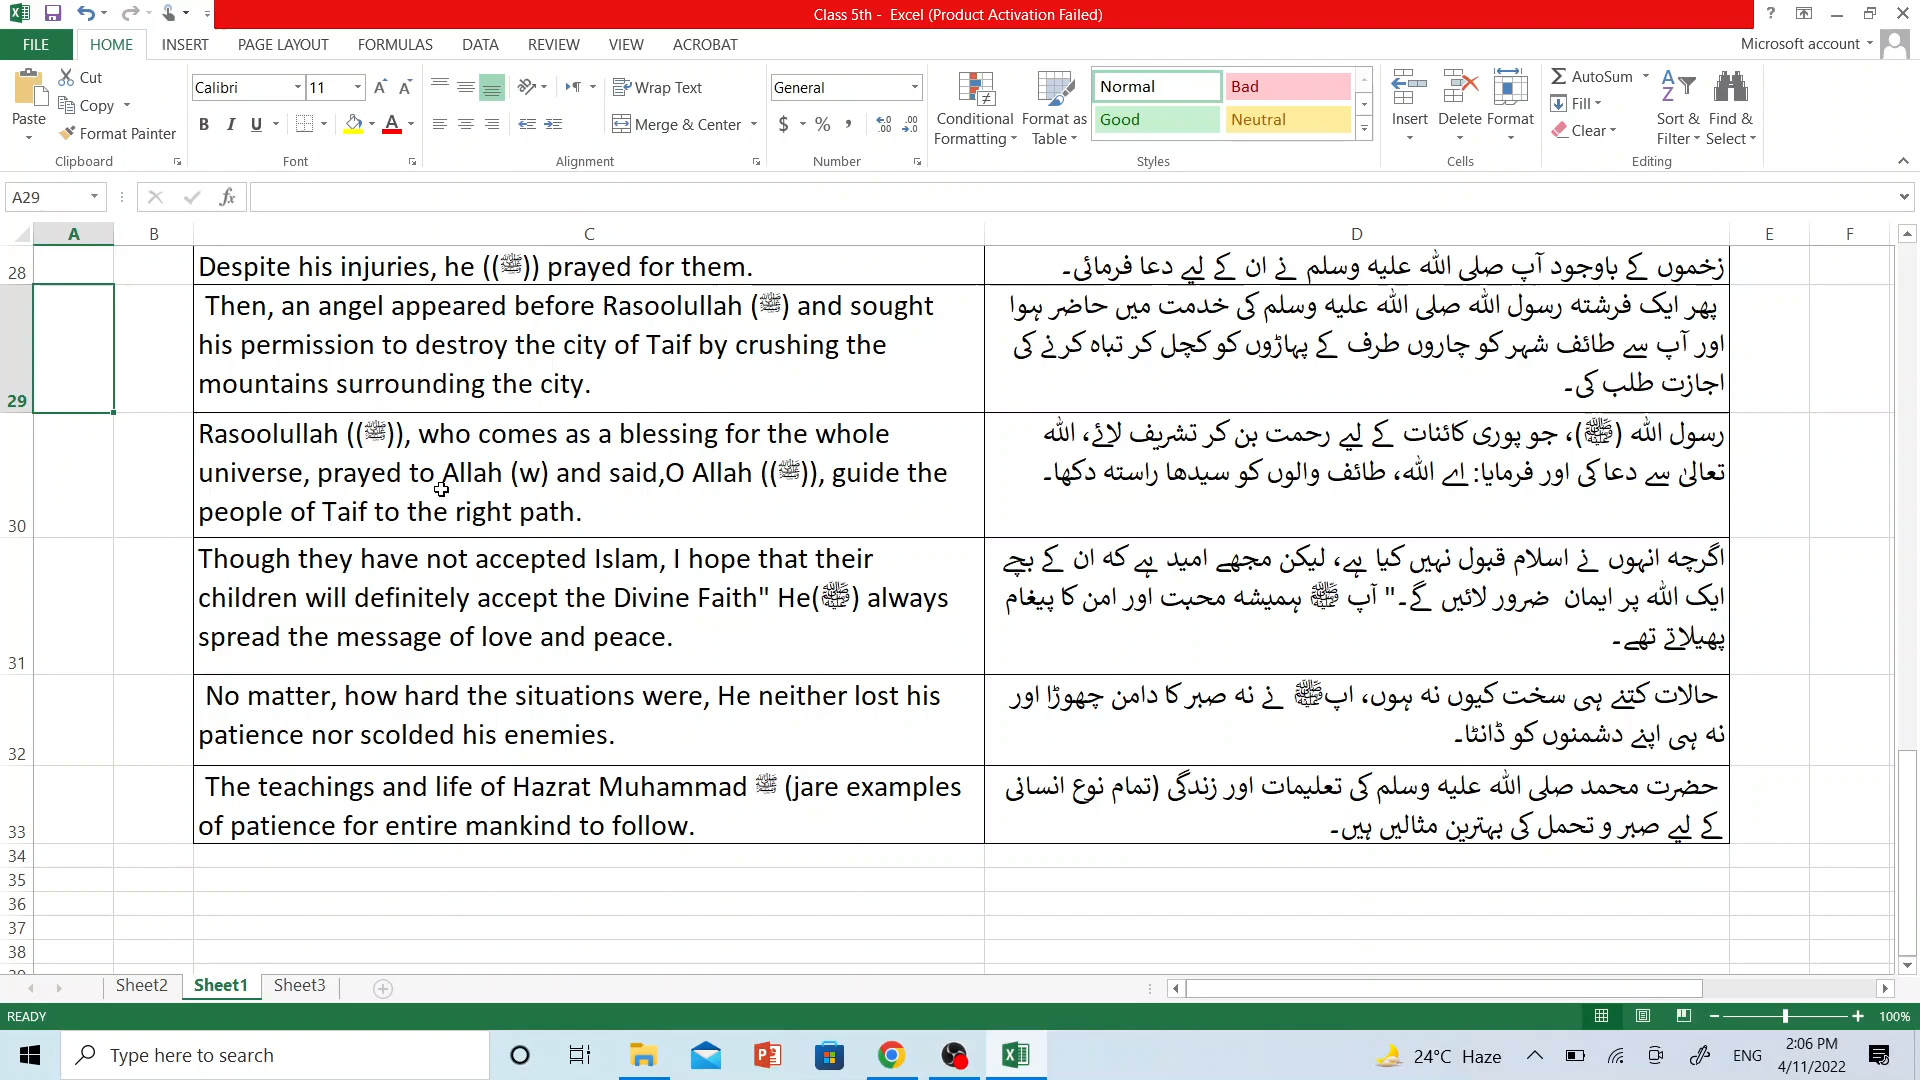 Class 5th -  Excel (Product Activation Failed)
FILE HOME INSERT PAGE LAYOUT FORMULAS DATA REVIEW VIEW ACROBAT Microsoft account
Paste Cut Copy Format Painter Clipboard
Calibri 11 B I U A Font
Wrap Text Merge & Center Alignment
General $ % Number
Conditional Formatting Format as Table Normal Bad Good Neutral Styles
Insert Delete Format Cells
AutoSum Fill Clear Sort & Filter Find & Select Editing
A29 fx
A B C D E F
28 Despite his injuries, he ((ﷺ)) prayed for them.
زخموں کے باوجود آپ صلی اللہ علیہ وسلم نے ان کے لیے دعا فرمائی۔
Then, an angel appeared before Rasoolullah (ﷺ) and sought
his permission to destroy the city of Taif by crushing the
mountains surrounding the city.
29
پھر ایک فرشتہ رسول اللہ صلی اللہ علیہ وسلم کی خدمت میں حاضر ہوا
اور آپ سے طائف شہر کو چاروں طرف کے پہاڑوں کو کچل کر تباہ کرنے کی
اجازت طلب کی۔
Rasoolullah ((ﷺ)), who comes as a blessing for the whole
universe, prayed to Allah (w) and said,O Allah ((ﷺ)), guide the
people of Taif to the right path.
30
رسول اللہ (ﷺ)، جو پوری کائنات کے لیے رحمت بن کر تشریف لائے، اللہ
تعالیٰ سے دعا کی اور فرمایا: اے اللہ، طائف والوں کو سیدھا راستہ دکھا۔
Though they have not accepted Islam, I hope that their
children will definitely accept the Divine Faith" He(ﷺ) always
spread the message of love and peace.
31
اگرچہ انہوں نے اسلام قبول نہیں کیا ہے، لیکن مجھے امید ہے کہ ان کے بچے
ایک اللہ پر ایمان ضرور لائیں گے۔" آپ ﷺ ہمیشہ محبت اور امن کا پیغام
پھیلاتے تھے۔
No matter, how hard the situations were, He neither lost his
patience nor scolded his enemies.
32
حالات کتنے ہی سخت کیوں نہ ہوں، اپﷺ نے نہ صبر کا دامن چھوڑا اور
نہ ہی اپنے دشمنوں کو ڈانٹا۔
The teachings and life of Hazrat Muhammad ﷺ (jare examples
of patience for entire mankind to follow.
33
حضرت محمد صلی اللہ علیہ وسلم کی تعلیمات اور زندگی (تمام نوع انسانی
کے لیے صبر و تحمل کی بہترین مثالیں ہیں۔
34
35
36
37
38
39
Sheet2 Sheet1 Sheet3
READY 100%
Type here to search 24°C Haze ENG 2:06 PM
4/11/2022